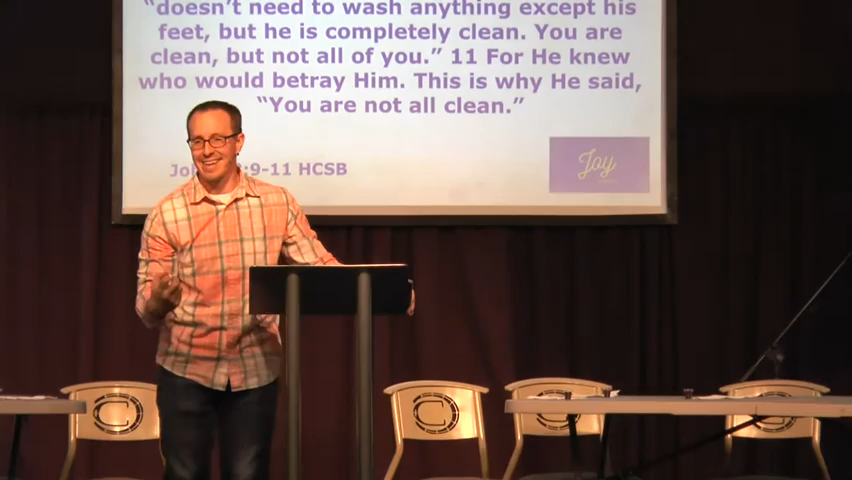 “doesn’t need to wash anything except his
feet, but he is completely clean. You are
clean, but not all of you.” 11 For He knew
who would betray Him. This is why He said,
“You are not all clean.”
:9-11 HCSB
Joy
C
C
C
C